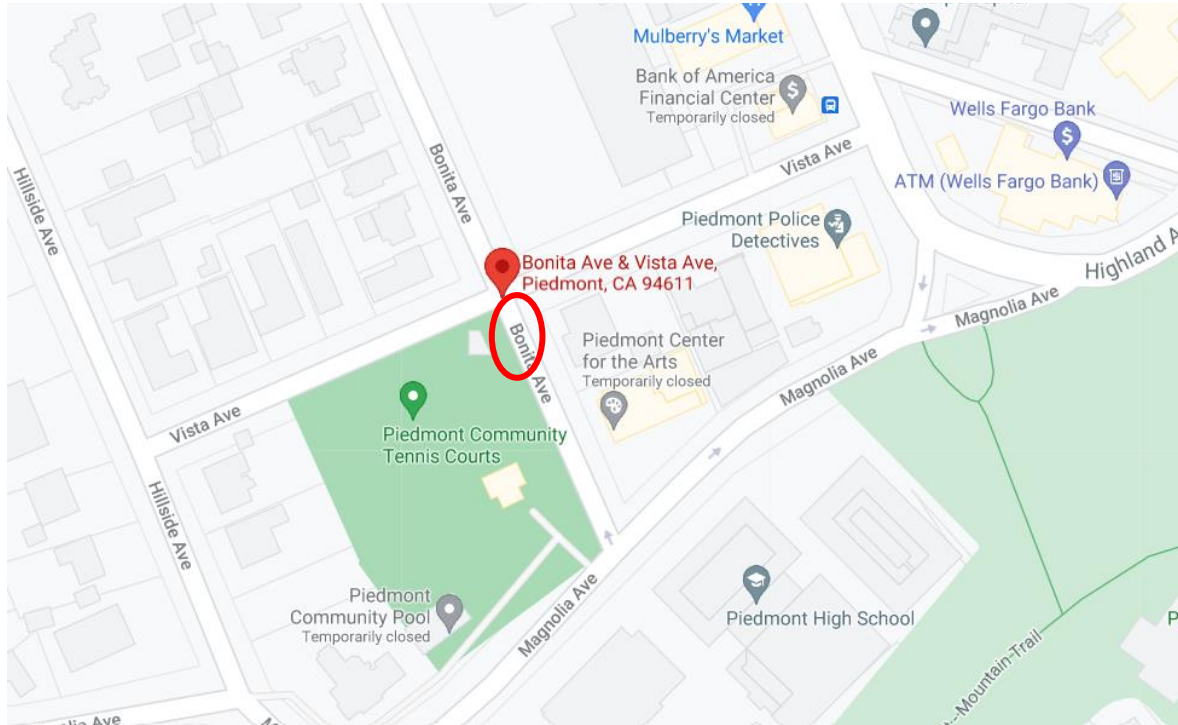 Mulberry's Market
Bank of America
Financial Center
Temporarily closed
Wells Fargo Bank
ATM (Wells Fargo Bank)
Vista Ave
Bonita Ave
Hillside Ave
Piedmont Police
Detectives
Highland
Bonita Ave & Vista Ave,
Piedmont, CA 94611
Magnolia Ave
Bonita Ave
Piedmont Center
for the Arts
Temporarily closed
Magnolia Ave
Vista Ave
Piedmont Community
Tennis Courts
Hillside Ave
Piedmont
Community Pool
Temporarily closed
Magnolia Ave
Piedmont High School
P
-Mountain-Trail
Ave